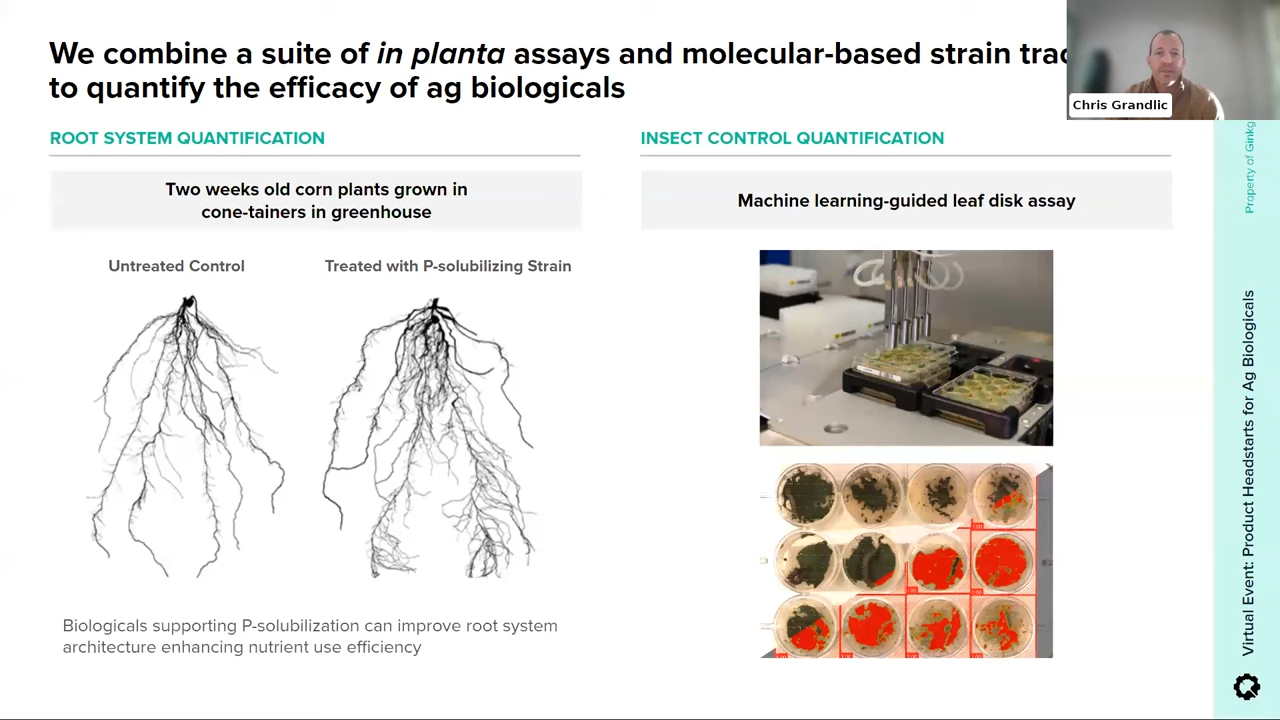 We combine a suite of in planta assays and molecular-based strain
to quantify the efficacy of ag biologicals
Chris Grandlic
ROOT SYSTEM QUANTIFICATION
Two weeks old corn plants grown in
cone-tainers in greenhouse
Untreated Control
Treated with P-solubilizing Strain
Biologicals supporting P-solubilization can improve root system
architecture enhancing nutrient use efficiency
INSECT CONTROL QUANTIFICATION
Machine learning-guided leaf disk assay
Property of
Virtual Event: Product Headstarts for Ag Biologicals